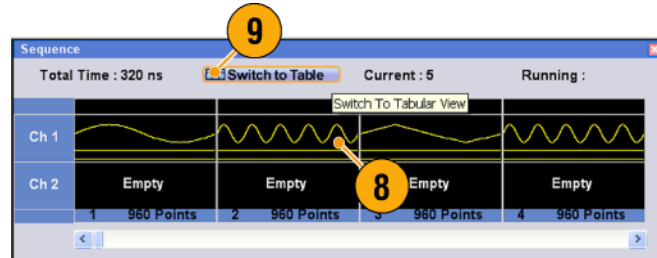 9
Sequence
Total Time : 320 ns Switch to Table Current : 5 Running :
Switch To Tabular View
Ch 1
Ch 2 Empty Empty 8 Empty Empty
1 960 Points 2 960 Points 3 960 Points 4 960 Points